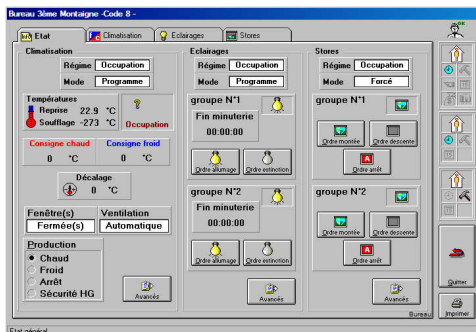 Bureau 3ème Montaigne -Code 8 -
Etat
Climatisation
Eclairages
Stores
Climatisation
Régime Occupation
Mode Programme
Températures
Reprise 22.9 °C
Soufflage -273 °C
?
Occupation
Consigne chaud
0 °C
Consigne froid
0 °C
Décalage
0 °C
Fenêtre(s)
Fermée(s)
Ventilation
Automatique
Production
Chaud
Froid
Arrêt
Sécurité HG
Avancés
Eclairages
Régime Occupation
Mode Programme
groupe N°1
Fin minuterie
00:00:00
Ordre allumage
Ordre extinction
groupe N°2
Fin minuterie
00:00:00
Ordre allumage
Ordre extinction
Avancés
Stores
Régime Occupation
Mode Forcé
groupe N°1
Ordre montée
Ordre descente
A
Ordre arrêt
groupe N°2
Ordre montée
Ordre descente
A
Ordre arrêt
Avancés
Bureau
OK
Quitter
Imprimer
Etat général